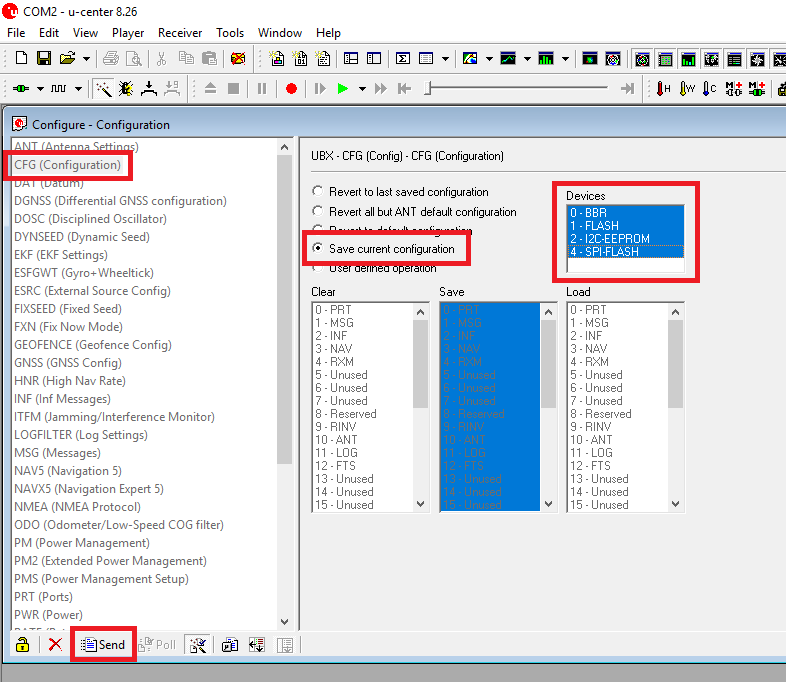 COM2 - u-center 8.26
File Edit View Player Receiver Tools Window Help
H W C
Configure - Configuration
ANT (Antenna Settings)
CFG (Configuration)
DAT (Datum)
DGNSS (Differential GNSS configuration)
DOSC (Disciplined Oscillator)
DYNSEED (Dynamic Seed)
EKF (EKF Settings)
ESFGWT (Gyro+Wheeltick)
ESRC (External Source Config)
FIXSEED (Fixed Seed)
FXN (Fix Now Mode)
GEOFENCE (Geofence Config)
GNSS (GNSS Config)
HNR (High Nav Rate)
INF (Inf Messages)
ITFM (Jamming/Interference Monitor)
LOGFILTER (Log Settings)
MSG (Messages)
NAV5 (Navigation 5)
NAVX5 (Navigation Expert 5)
NMEA (NMEA Protocol)
ODO (Odometer/Low-Speed COG filter)
PM (Power Management)
PM2 (Extended Power Management)
PMS (Power Management Setup)
PRT (Ports)
PWR (Power)
UBX - CFG (Config) - CFG (Configuration)
Revert to last saved configuration
Revert all but ANT default configuration
Revert to default configuration
Save current configuration
User defined operation
Devices
0 - BBR
1 - FLASH
2 - I2C-EEPROM
4 - SPI-FLASH
Clear
0 - PRT
1 - MSG
2 - INF
3 - NAV
4 - RXM
5 - Unused
6 - Unused
7 - Unused
8 - Reserved
9 - RINV
10 - ANT
11 - LOG
12 - FTS
13 - Unused
14 - Unused
15 - Unused
Save
0 - PRT
1 - MSG
2 - INF
3 - NAV
4 - RXM
5 - Unused
6 - Unused
7 - Unused
8 - Reserved
9 - RINV
10 - ANT
11 - LOG
12 - FTS
13 - Unused
14 - Unused
15 - Unused
Load
0 - PRT
1 - MSG
2 - INF
3 - NAV
4 - RXM
5 - Unused
6 - Unused
7 - Unused
8 - Reserved
9 - RINV
10 - ANT
11 - LOG
12 - FTS
13 - Unused
14 - Unused
15 - Unused
Send Poll